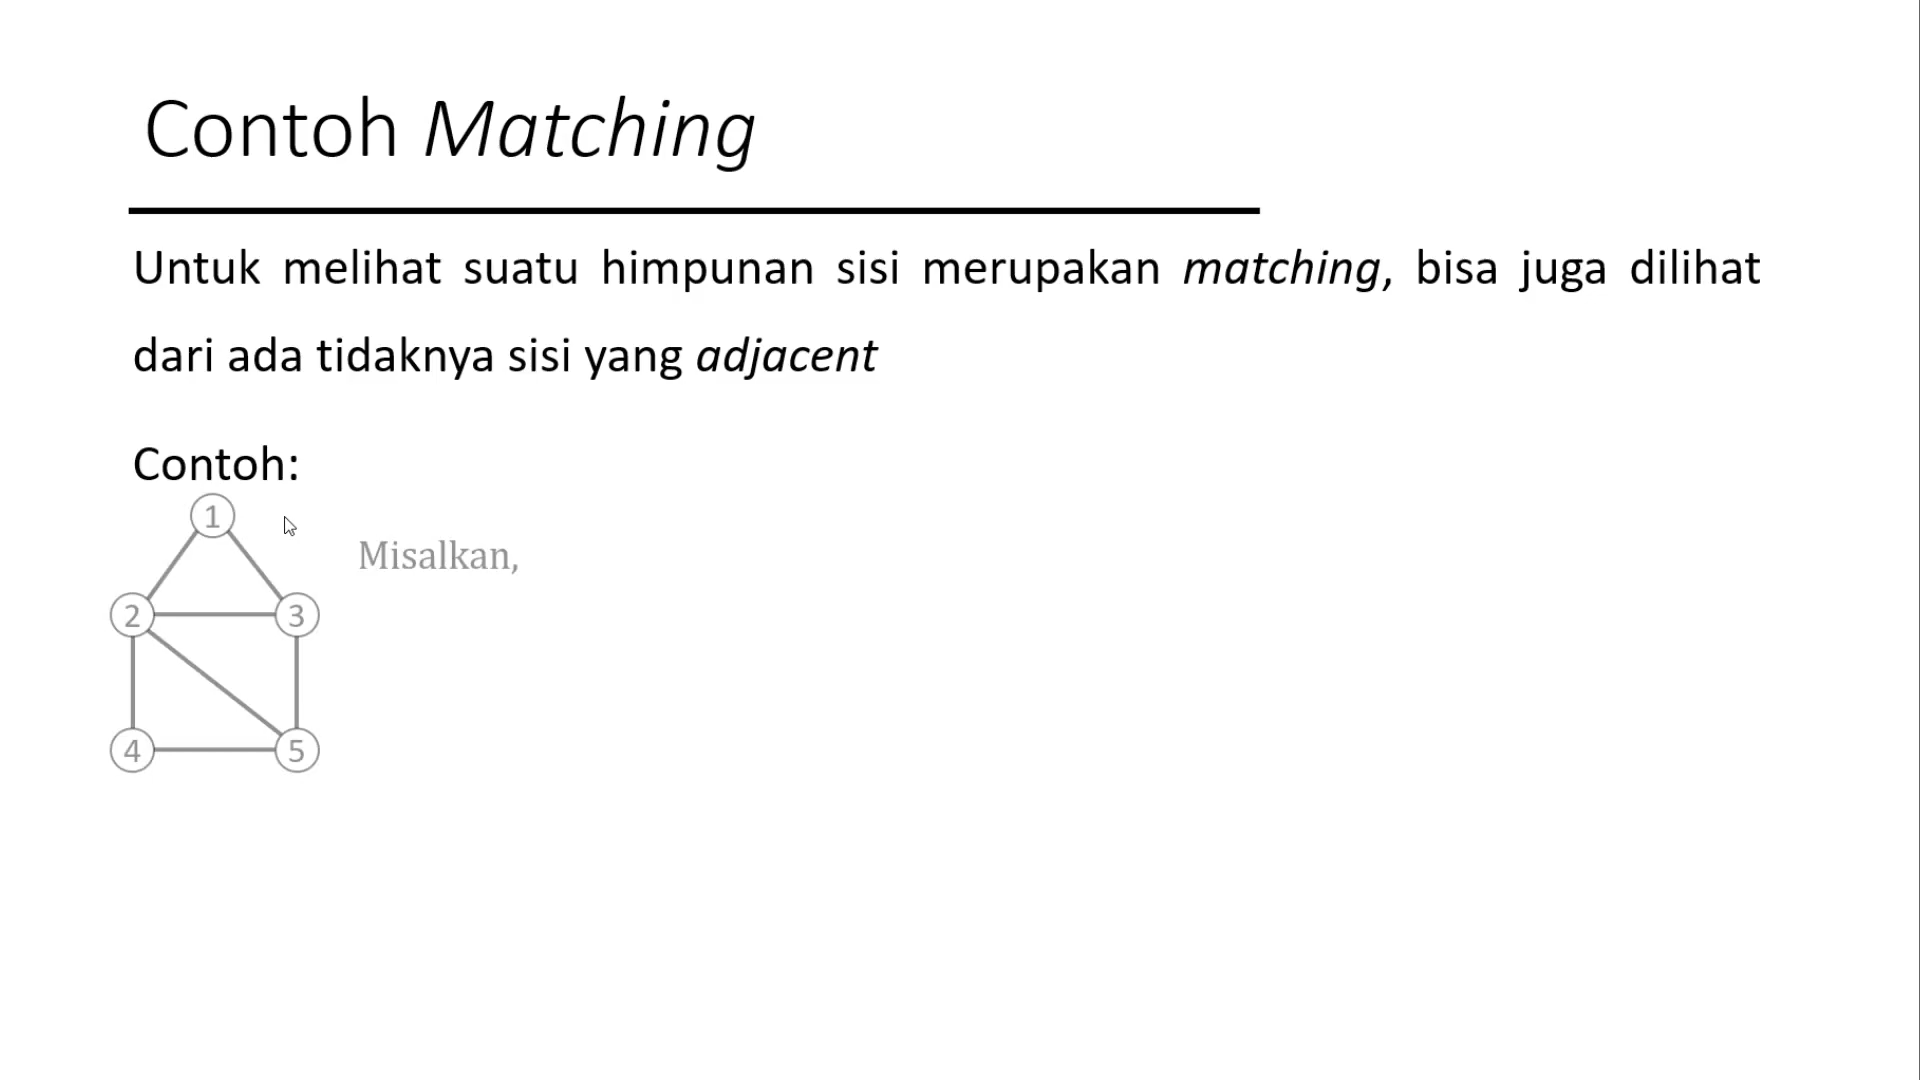 Contoh Matching
Untuk melihat suatu himpunan sisi merupakan matching, bisa juga dilihat
dari ada tidaknya sisi yang adjacent
Contoh:
1
Misalkan,
2 3
4 5